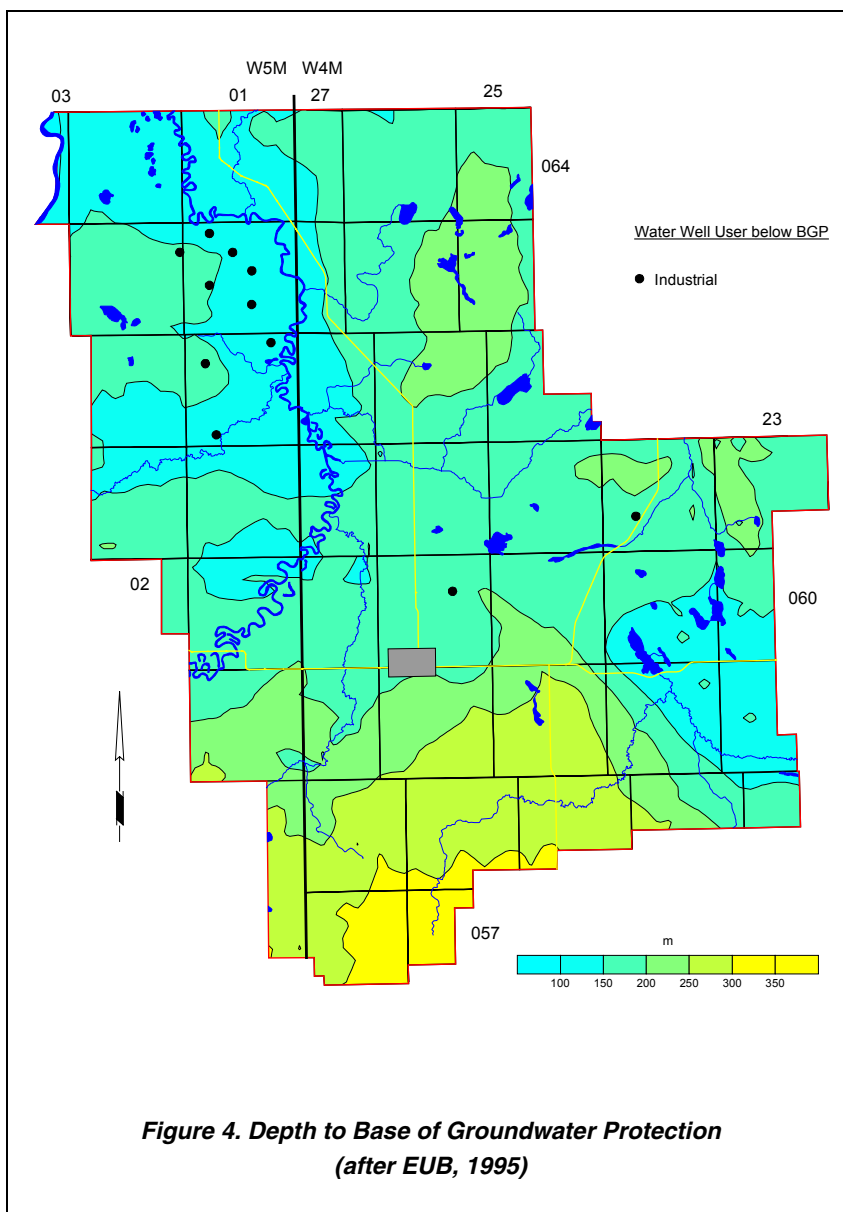 W5M W4M
03 01 27 25
064
Water Well User below BGP
Industrial
23
02
060
057
m
100 150 200 250 300 350
Figure 4. Depth to Base of Groundwater Protection
(after EUB, 1995)